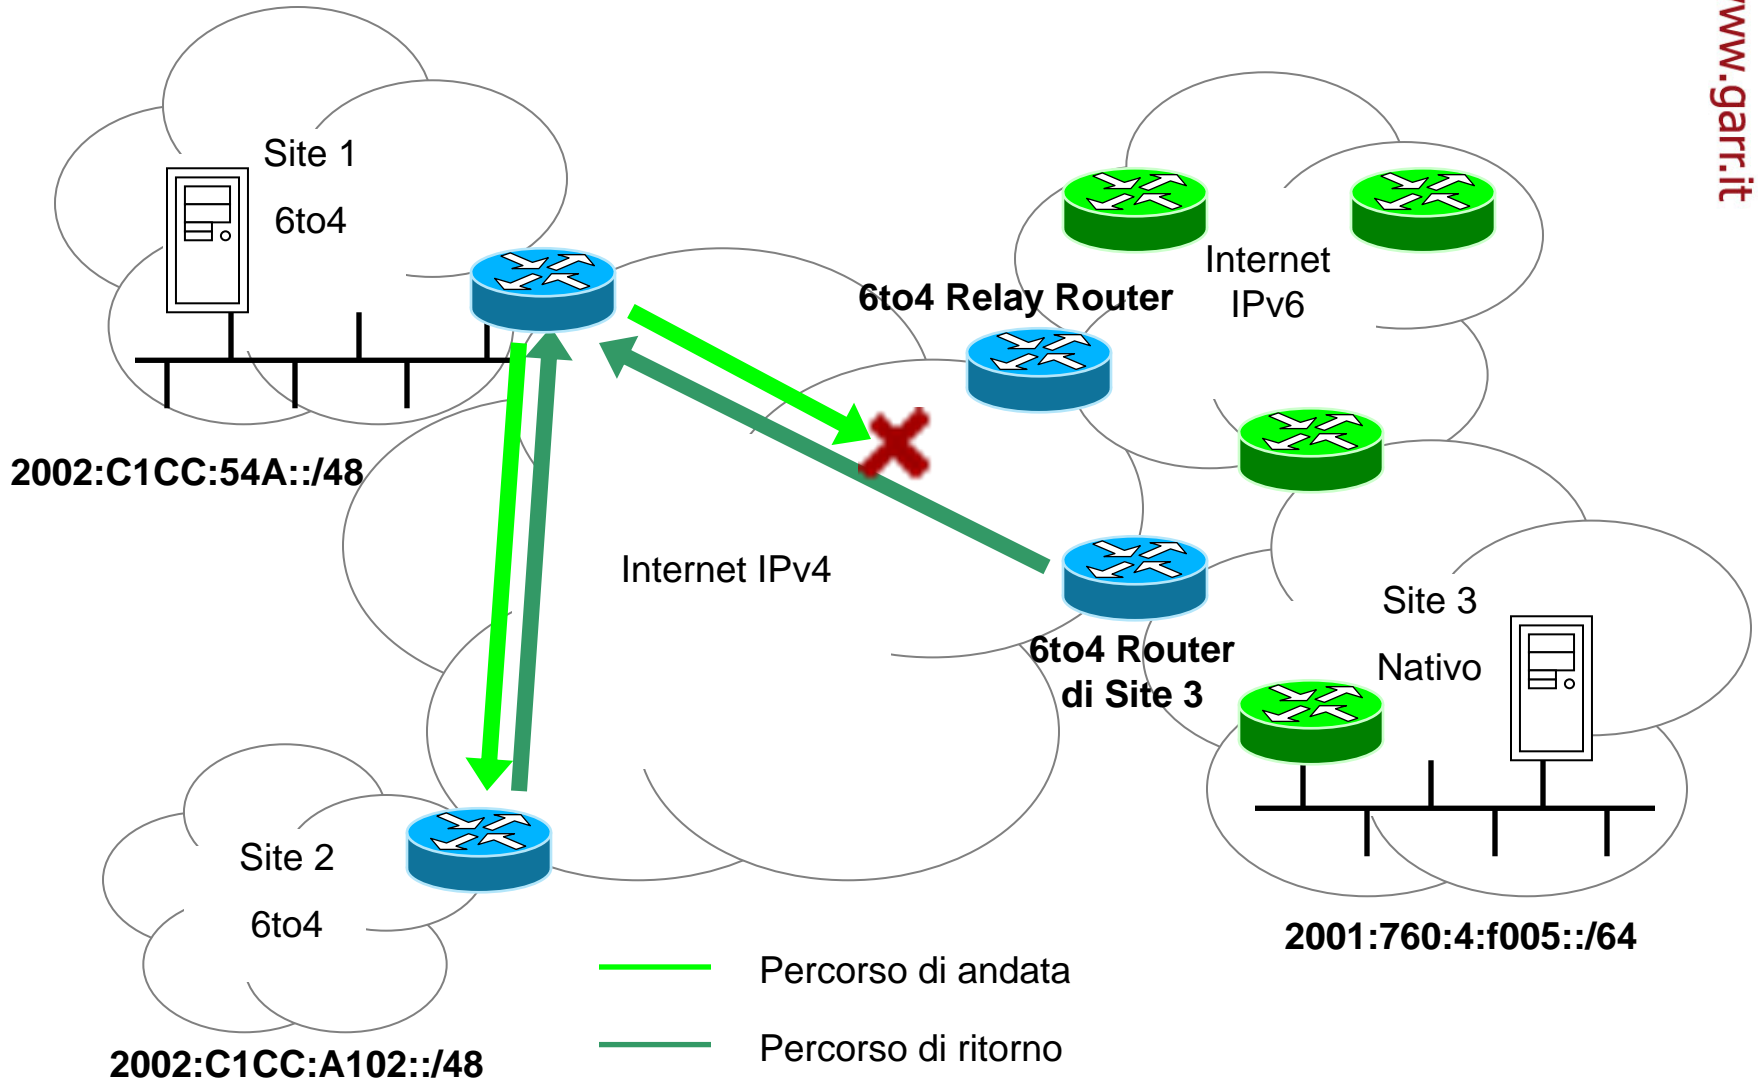 www.garr.it
Site 1
6to4
Internet
IPv6
6to4 Relay Router
2002:C1CC:54A::/48
Internet IPv4
Site 3
Nativo
6to4 Router
di Site 3
Site 2
6to4
2001:760:4:f005::/64
Percorso di andata
Percorso di ritorno
2002:C1CC:A102::/48